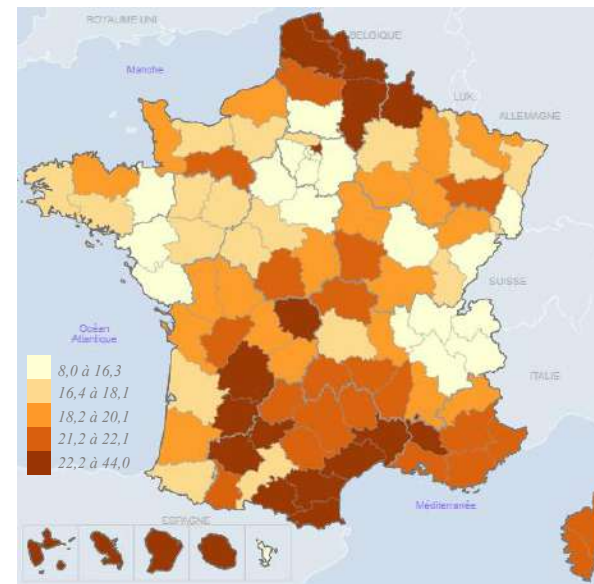 ROYAUME UNI
BELGIQUE
Manche
LUX.
ALLEMAGNE
SUISSE
Océan
Atlantique
ITALIE
8,0 à 16,3
16,4 à 18,1
18,2 à 20,1
21,2 à 22,1
22,2 à 44,0
Méditerranée
ESPAGNE